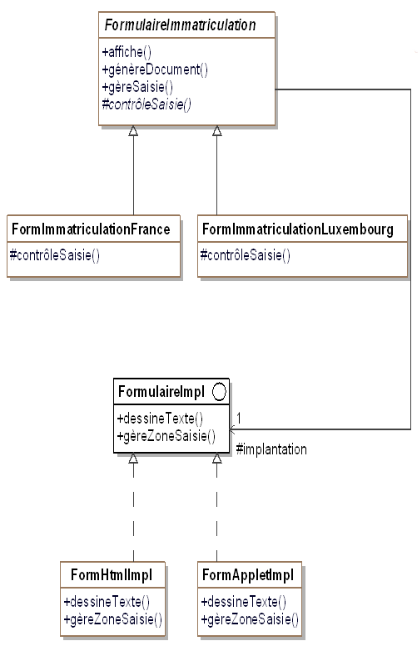 FormulaireImmatriculation
+affiche()
+génèreDocument()
+gèreSaisie()
#contrôleSaisie()
FormImmatriculationFrance
#contrôleSaisie()
FormImmatriculationLuxembourg
#contrôleSaisie()
FormulaireImpl
+dessineTexte()
+gèreZoneSaisie()
1
#implantation
FormHtmlImpl
+dessineTexte()
+gèreZoneSaisie()
FormAppletImpl
+dessineTexte()
+gèreZoneSaisie()